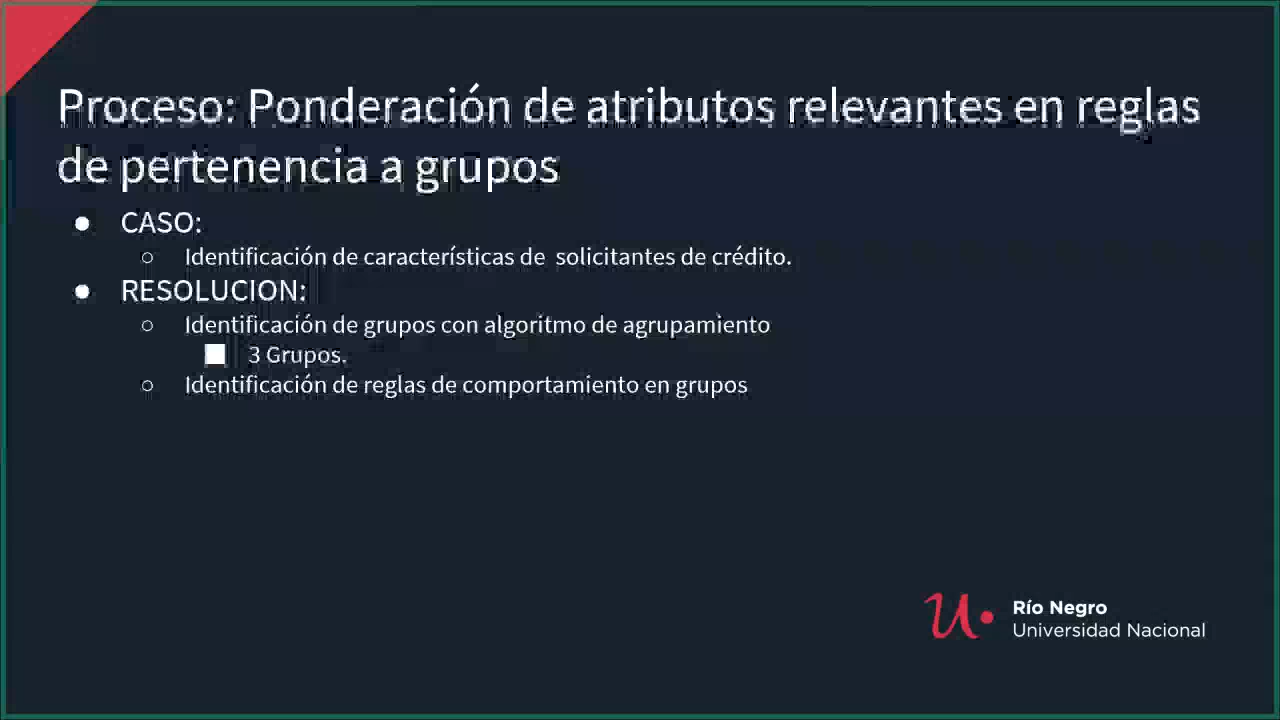 Proceso: Ponderación de atributos relevantes en reglas
de pertenencia a grupos
● CASO:
○ Identificación de características de solicitantes de crédito.
● RESOLUCION:
○ Identificación de grupos con algoritmo de agrupamiento
■ 3 Grupos.
○ Identificación de reglas de comportamiento en grupos
Río Negro
Universidad Nacional